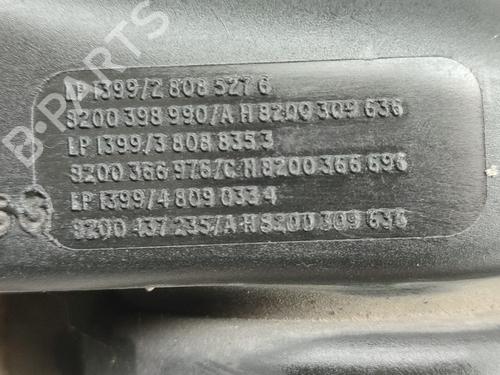 B-PARTS
LP 1399/2 808 527 6
8200 398 990/A H 8200 309 636
LP 1399/3 808 835 3
8200 366 976/C H 8200 366 696
LP 1399/4 809 033 4
8200 437 235/A H 8200 309 636